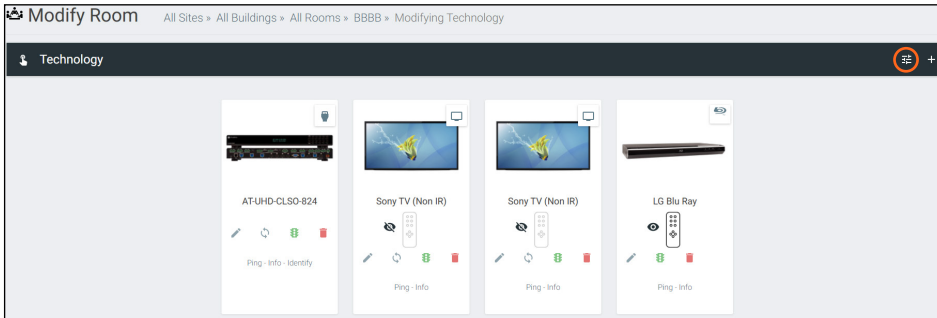 Modify Room
All Sites » All Buildings » All Rooms » BBBB » Modifying Technology
Technology
AT-UHD-CLSO-824
Ping - Info - Identify
Sony TV (Non IR)
Ping - Info
Sony TV (Non IR)
Ping - Info
LG Blu Ray
Ping - Info